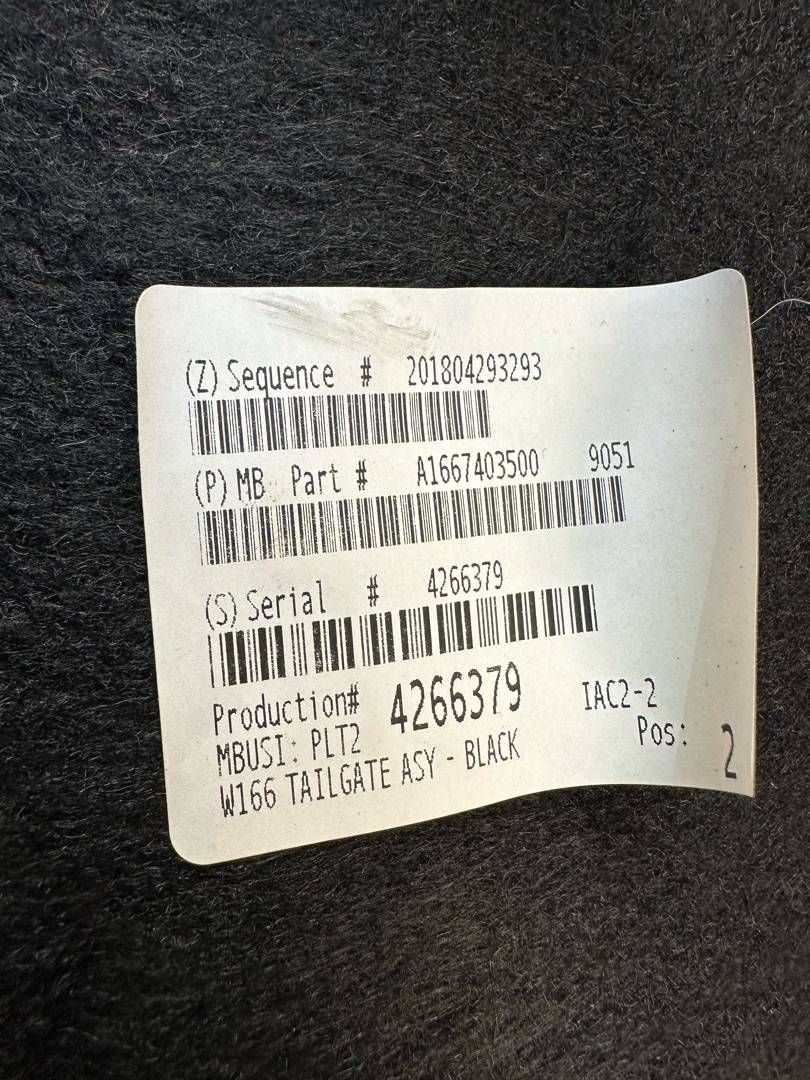 (Z) Sequence # 201804293293
(P) MB Part # A1667403500 9051
(S) Serial # 4266379
Production# 4266379 IAC2-2
MBUSI: PLT2 Pos: 2
W166 TAILGATE ASY - BLACK